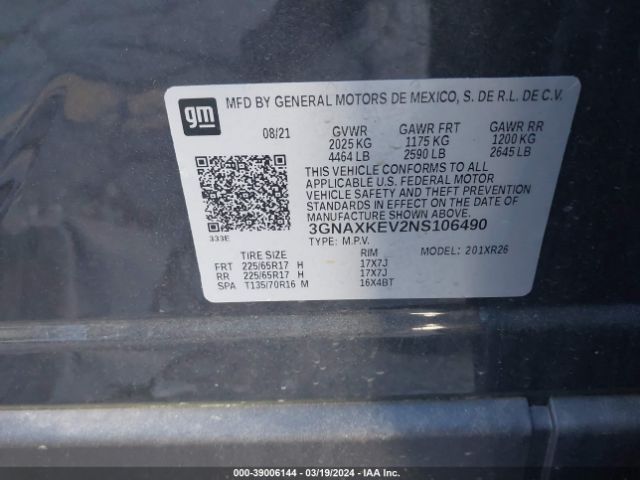 gm
MFD BY GENERAL MOTORS DE MEXICO, S. DE R.L. DE C.V.
08/21 GVWR GAWR FRT GAWR RR
2025 KG 1175 KG 1200 KG
4464 LB 2590 LB 2645 LB
THIS VEHICLE CONFORMS TO ALL
APPLICABLE U.S. FEDERAL MOTOR
VEHICLE SAFETY AND THEFT PREVENTION
STANDARDS IN EFFECT ON THE DATE OF
MANUFACTURE SHOWN ABOVE.
3GNAXKEV2NS106490
333E
TYPE: M.P.V. MODEL: 201XR26
TIRE SIZE RIM
FRT 225/65R17 H 17X7J
RR 225/65R17 H 17X7J
SPA T135/70R16 M 16X4BT
000-39006144 — 03/19/2024 — IAA Inc.